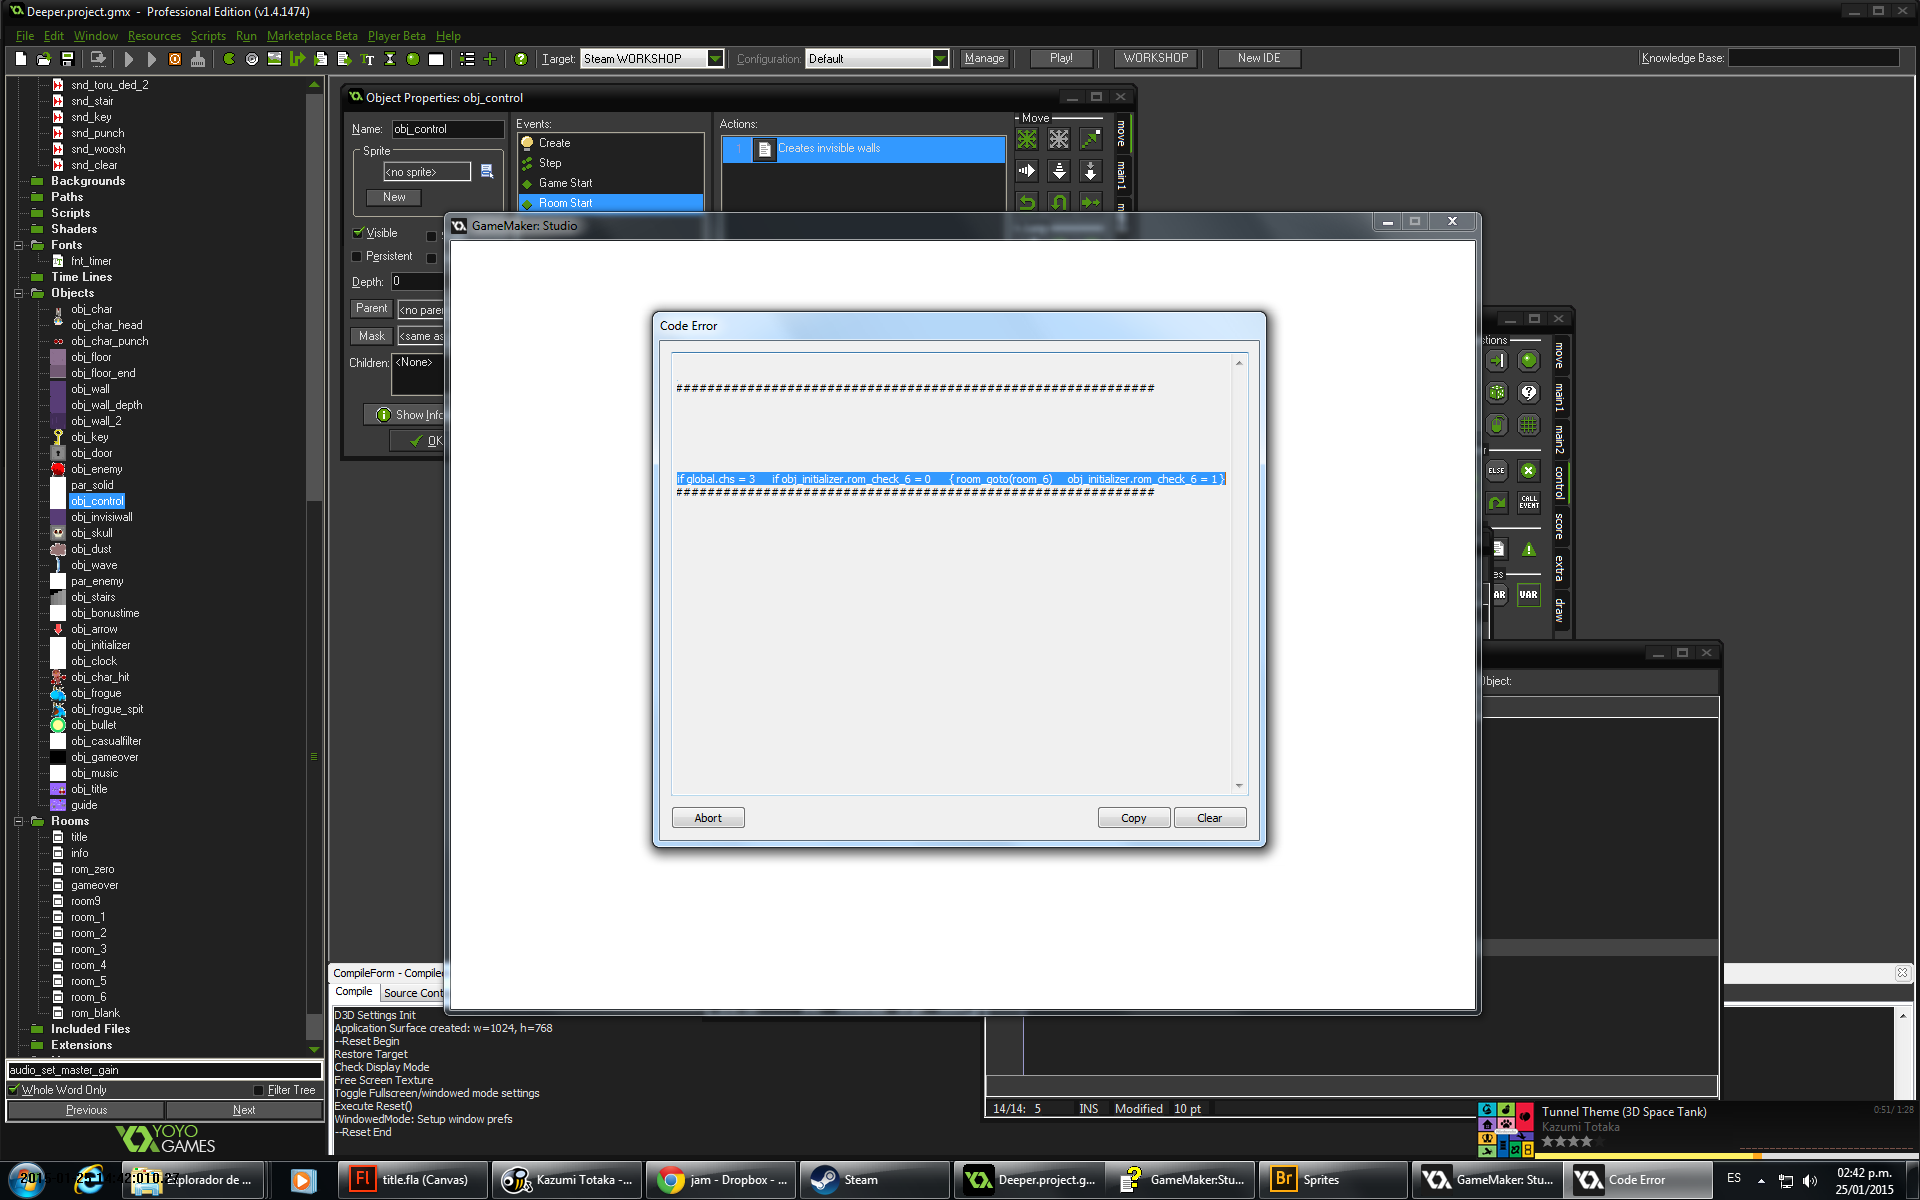 Deeper.project.gmx - Professional Edition (v1.4.1474)
File Edit Window Resources Scripts Run Marketplace Beta Player Beta Help
Target: Steam WORKSHOP Configuration: Default Manage Play! WORKSHOP New IDE Knowledge Base:
snd_toru_ded_2
snd_stair
snd_key
snd_punch
snd_woosh
snd_clear
Backgrounds
Paths
Scripts
Shaders
Fonts
fnt_timer
Time Lines
Objects
obj_char
obj_char_head
obj_char_punch
obj_floor
obj_floor_end
obj_wall
obj_wall_depth
obj_wall_2
obj_key
obj_door
obj_enemy
par_solid
obj_control
obj_invisiwall
obj_skull
obj_dust
obj_wave
par_enemy
obj_stairs
obj_bonustime
obj_arrow
obj_initializer
obj_clock
obj_char_hit
obj_frogue
obj_frogue_spit
obj_bullet
obj_casualfilter
obj_gameover
obj_music
obj_title
guide
Rooms
title
info
rom_zero
gameover
room9
room_1
room_2
room_3
room_4
room_5
room_6
rom_blank
Included Files
Extensions
audio_set_master_gain
Whole Word Only Filter Tree
Previous Next
YOYO
GAMES
Object Properties: obj_control
Name: obj_control
Sprite
<no sprite>
New
Visible
Persistent
Depth: 0
Parent <no pare
Mask <same as
Children: <None>
Show Info
OK
Events:
Create
Step
Game Start
Room Start
Actions:
1 Creates invisible walls
Move
move
main1
GameMaker: Studio
Code Error
############################################################
if global.chs = 3 if obj_initializer.rom_check_6 = 0 { room_goto(room_6) obj_initializer.rom_check_6 = 1 }
############################################################
Abort Copy Clear
move
main1
main2
control
score
extra
draw
ELSE
CALL
EVENT
VAR
bject:
CompileForm - Compiled
Compile Source Cont
D3D Settings Init
Application Surface created: w=1024, h=768
--Reset Begin
Restore Target
Check Display Mode
Free Screen Texture
Toggle Fullscreen/windowed mode settings
Execute Reset()
WindowedMode: Setup window prefs
--Reset End
14/14: 5 INS Modified 10 pt
Tunnel Theme (3D Space Tank) 0:51/ 1:28
Kazumi Totaka
Explorador de ...
title.fla (Canvas)
Kazumi Totaka -...
jam - Dropbox - ...
Steam
Deeper.project.g...
GameMaker:Stu...
Sprites
GameMaker: Stu...
Code Error
ES
02:42 p.m.
25/01/2015